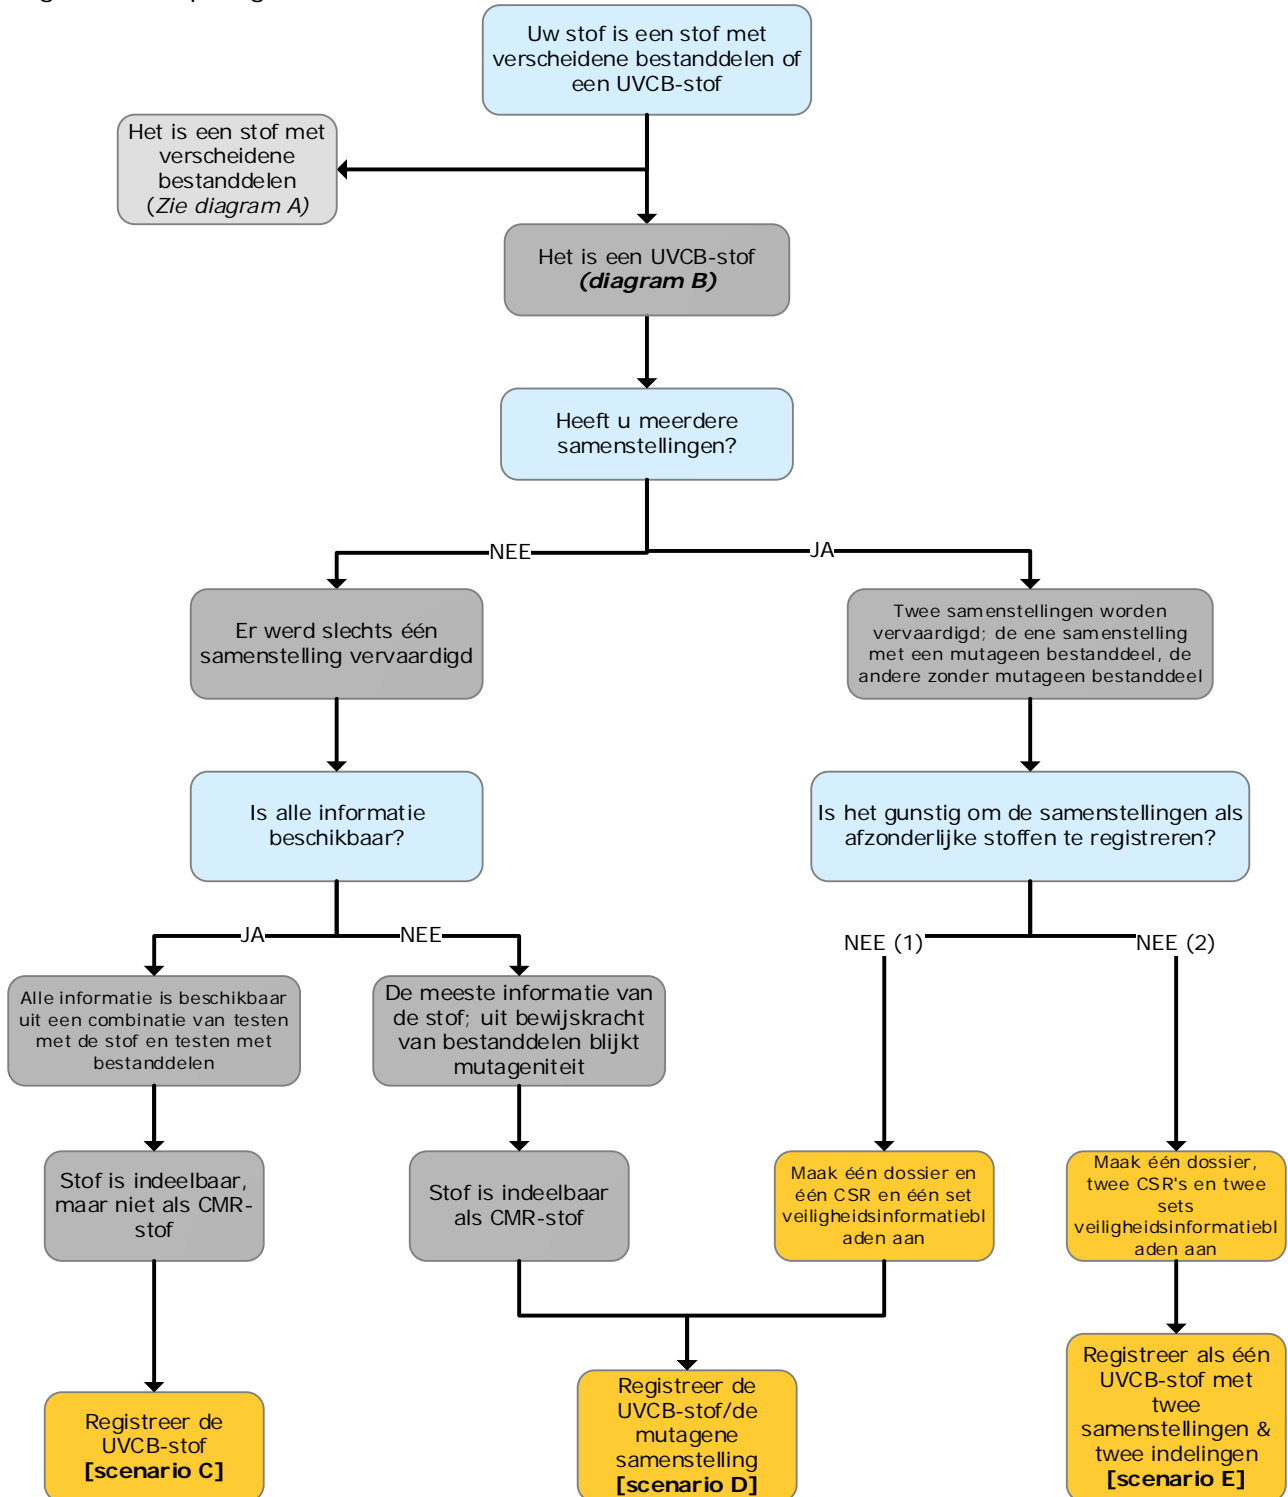 Uw stof is een stof met
verscheidene bestanddelen of
een UVCB-stof
Het is een stof met
verscheidene
bestanddelen
(Zie diagram A)
Het is een UVCB-stof
(diagram B)
Heeft u meerdere
samenstellingen?
NEE
JA
Er werd slechts één
samenstelling vervaardigd
Twee samenstellingen worden
vervaardigd; de ene samenstelling
met een mutageen bestanddeel, de
andere zonder mutageen bestanddeel
Is alle informatie
beschikbaar?
Is het gunstig om de samenstellingen als
afzonderlijke stoffen te registreren?
JA
NEE
NEE (1)
NEE (2)
Alle informatie is beschikbaar
uit een combinatie van testen
met de stof en testen met
bestanddelen
De meeste informatie van
de stof; uit bewijskracht
van bestanddelen blijkt
mutageniteit
Stof is indeelbaar,
maar niet als CMR-
stof
Stof is indeelbaar
als CMR-stof
Maak één dossier en
één CSR en één set
veiligheidsinformatiebl
aden aan
Maak één dossier,
twee CSR's en twee
sets
veiligheidsinformatiebl
aden aan
Registreer de
UVCB-stof
[scenario C]
Registreer de
UVCB-stof/de
mutagene
samenstelling
[scenario D]
Registreer als één
UVCB-stof met
twee
samenstellingen &
twee indelingen
[scenario E]